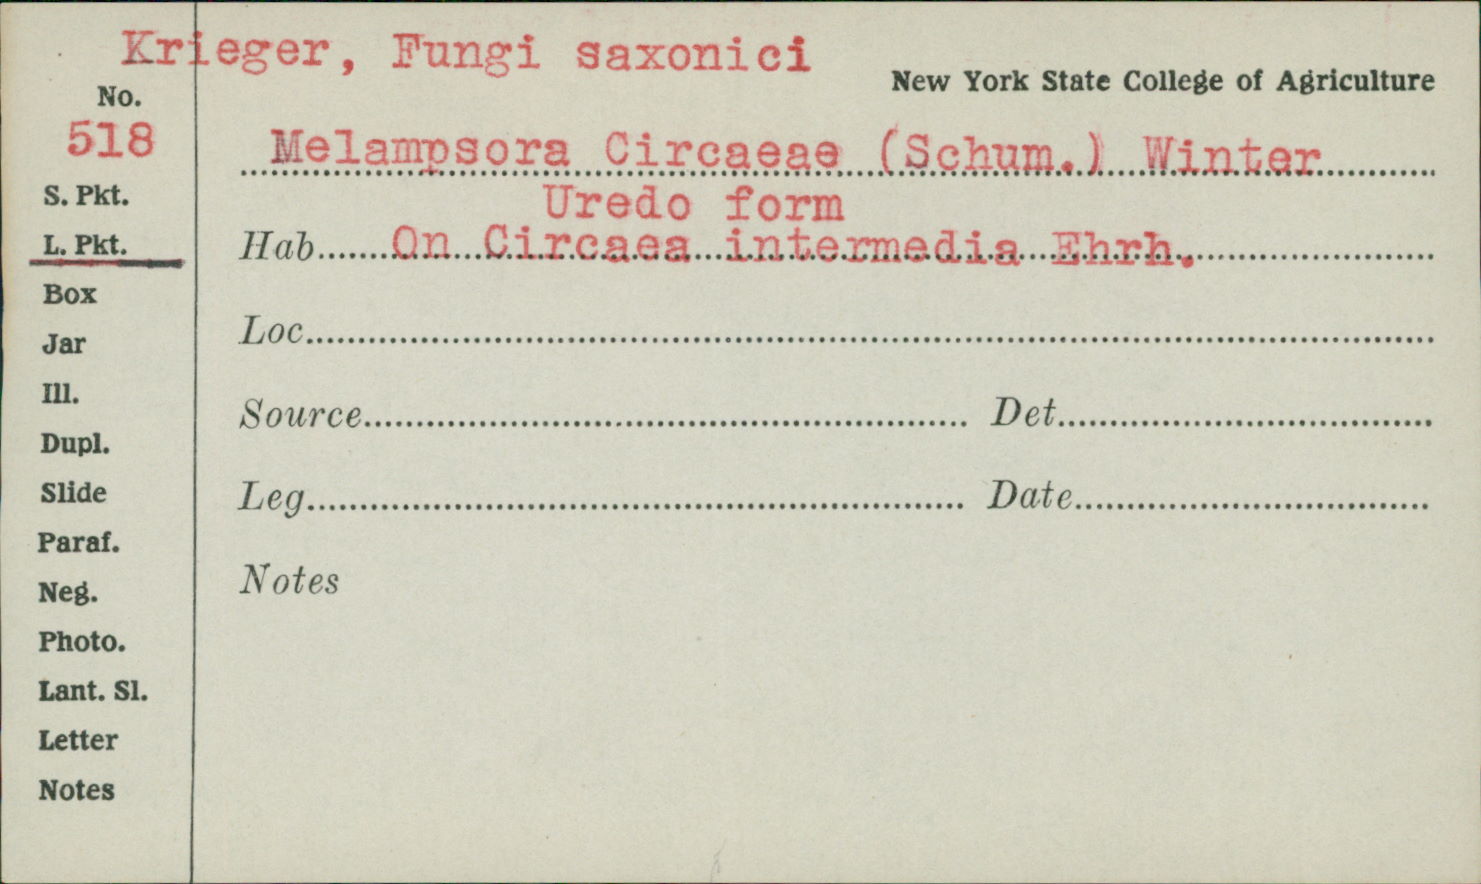 Krieger, Fungi saxonici
New York State College of Agriculture
No.
518
Melampsora Circaeae (Schum.) Winter
Uredo form
S. Pkt.
L. Pkt.
Hab. On Circaea intermedia Ehrh.
Box
Jar
Loc.
Ill.
Source Det.
Dupl.
Slide
Leg. Date
Paraf.
Neg.
Notes
Photo.
Lant. Sl.
Letter
Notes